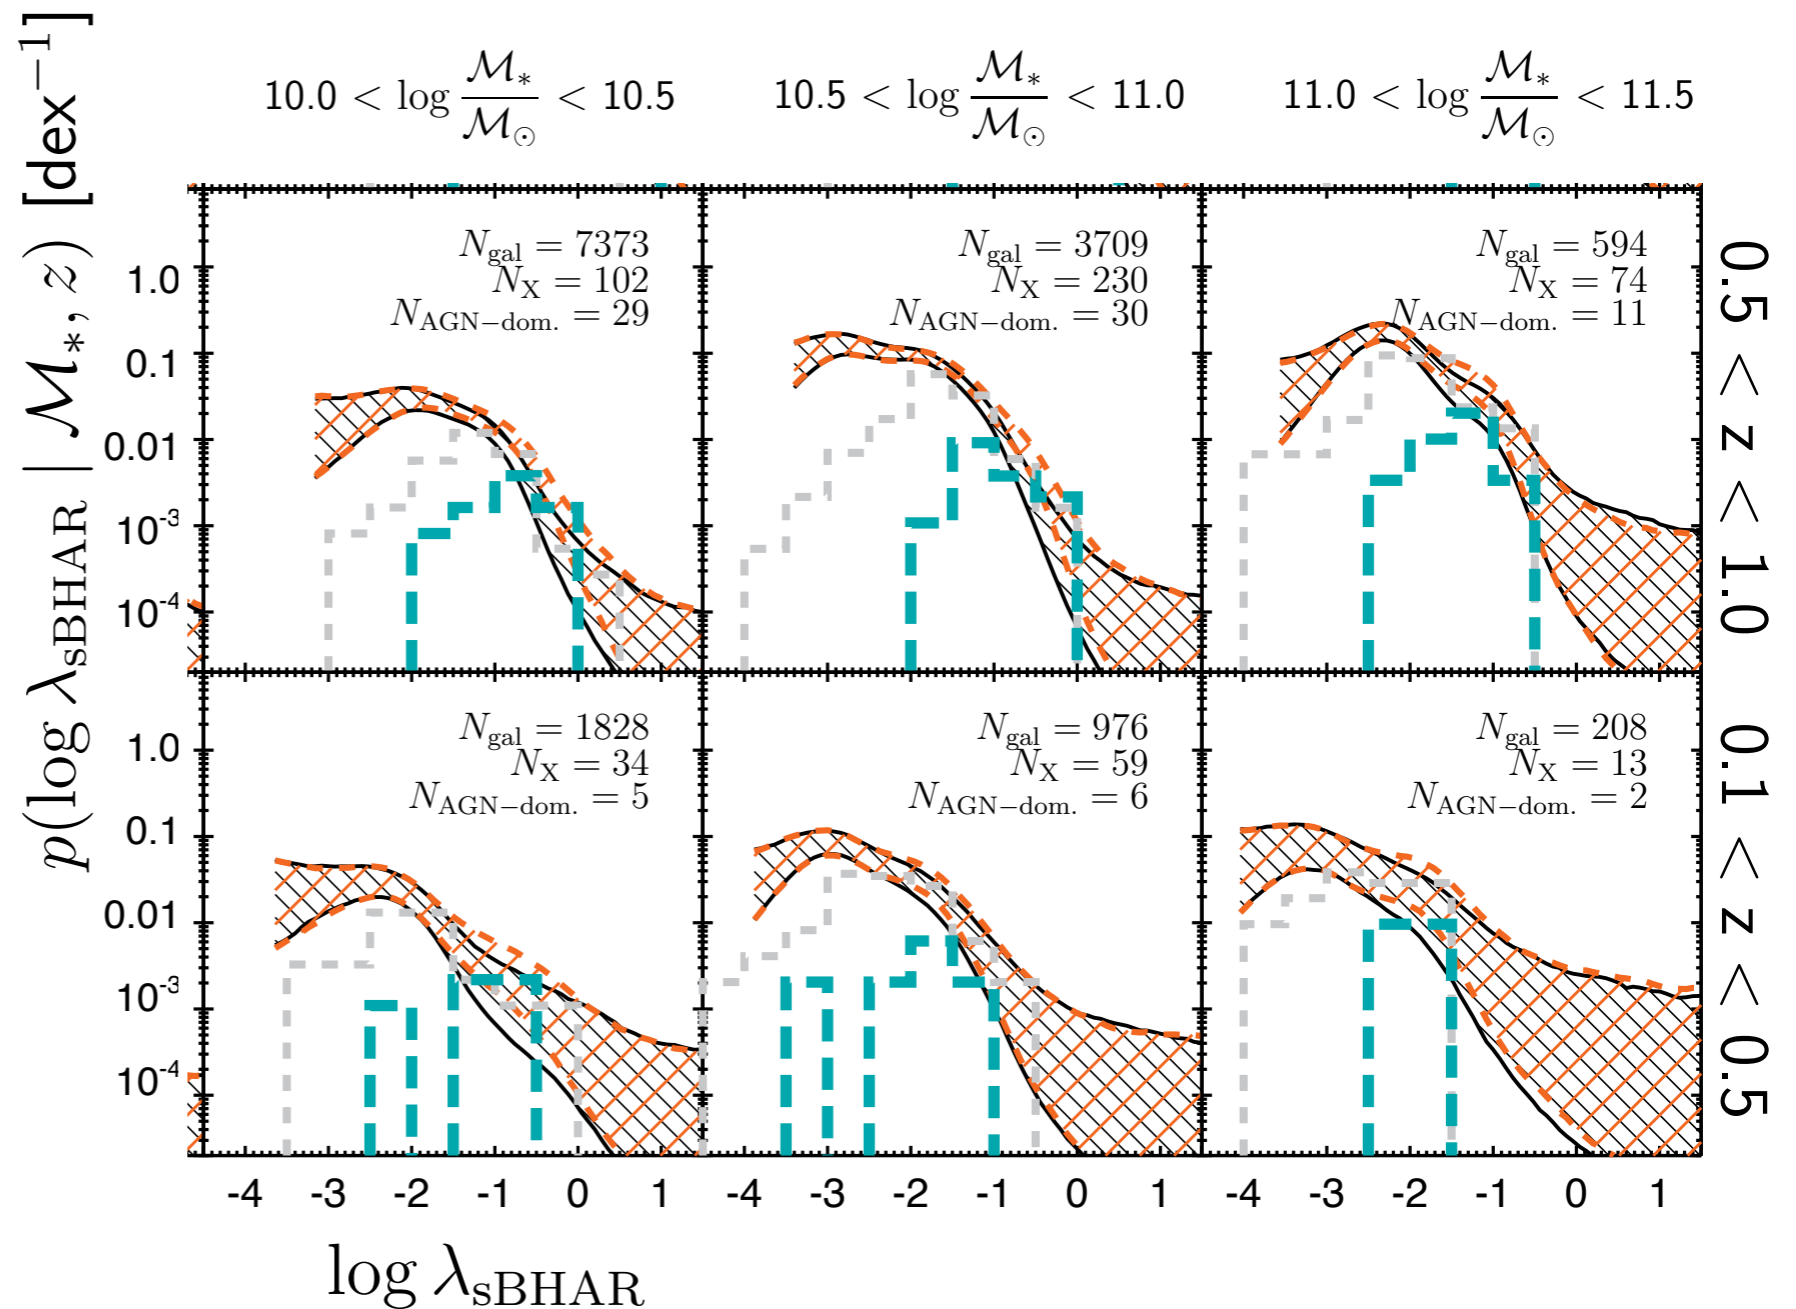 10.0 < log M∗/M⊙ < 10.5
10.5 < log M∗/M⊙ < 11.0
11.0 < log M∗/M⊙ < 11.5
p(log λsBHAR | M∗, z) [dex⁻¹]
1.0
0.1
0.01
10⁻³
10⁻⁴
Ngal = 7373
NX = 102
NAGN−dom. = 29
Ngal = 3709
NX = 230
NAGN−dom. = 30
Ngal = 594
NX = 74
NAGN−dom. = 11
0.5 < z < 1.0
1.0
0.1
0.01
10⁻³
10⁻⁴
Ngal = 1828
NX = 34
NAGN−dom. = 5
Ngal = 976
NX = 59
NAGN−dom. = 6
Ngal = 208
NX = 13
NAGN−dom. = 2
0.1 < z < 0.5
-4 -3 -2 -1 0 1
-4 -3 -2 -1 0 1
-4 -3 -2 -1 0 1
log λsBHAR